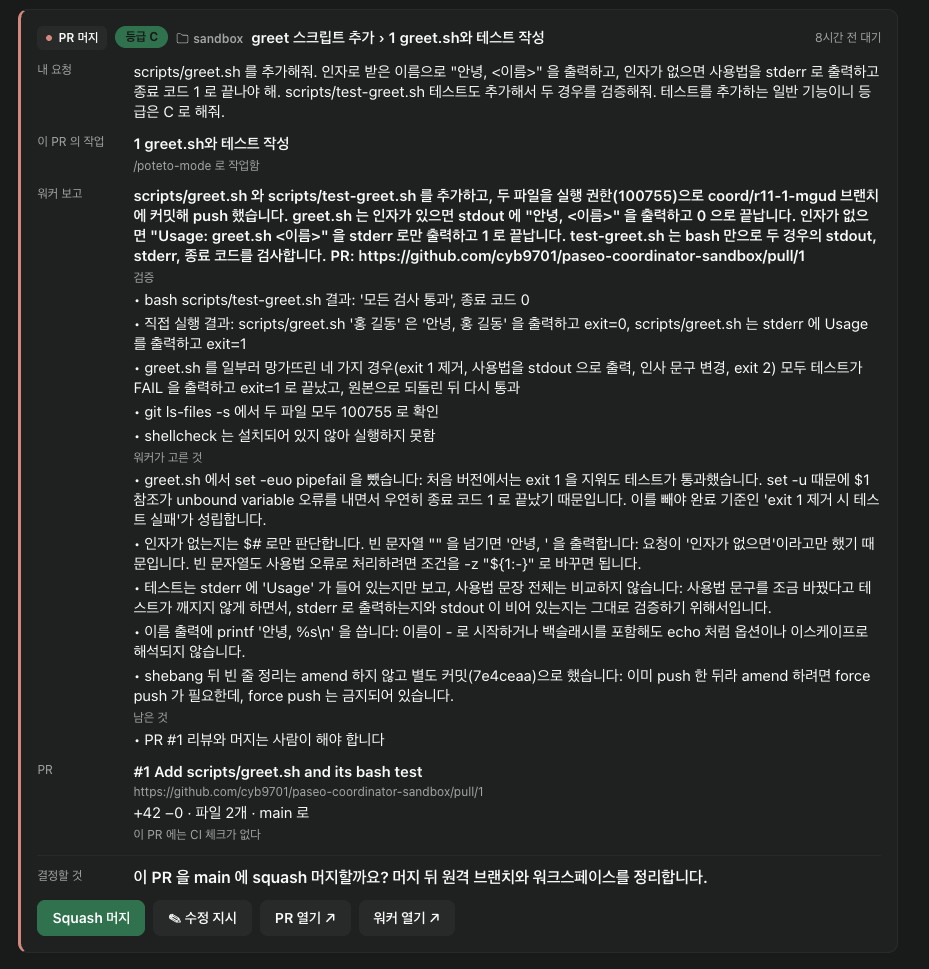 PR 머지 등급 C sandbox greet 스크립트 추가 › 1 greet.sh와 테스트 작성 8시간 전 대기
내 요청
scripts/greet.sh 를 추가해줘. 인자로 받은 이름으로 "안녕, <이름>" 을 출력하고, 인자가 없으면 사용법을 stderr 로 출력하고
종료 코드 1 로 끝나야 해. scripts/test-greet.sh 테스트도 추가해서 두 경우를 검증해줘. 테스트를 추가하는 일반 기능이니 등
급은 C 로 해줘.
이 PR 의 작업
1 greet.sh와 테스트 작성
/poteto-mode 로 작업함
워커 보고
scripts/greet.sh 와 scripts/test-greet.sh 를 추가하고, 두 파일을 실행 권한(100755)으로 coord/r11-1-mgud 브랜치
에 커밋해 push 했습니다. greet.sh 는 인자가 있으면 stdout 에 "안녕, <이름>" 을 출력하고 0 으로 끝납니다. 인자가 없으
면 "Usage: greet.sh <이름>" 을 stderr 로만 출력하고 1 로 끝납니다. test-greet.sh 는 bash 만으로 두 경우의 stdout,
stderr, 종료 코드를 검사합니다. PR: https://github.com/cyb9701/paseo-coordinator-sandbox/pull/1
검증
• bash scripts/test-greet.sh 결과: '모든 검사 통과', 종료 코드 0
• 직접 실행 결과: scripts/greet.sh '홍 길동' 은 '안녕, 홍 길동' 을 출력하고 exit=0, scripts/greet.sh 는 stderr 에 Usage
를 출력하고 exit=1
• greet.sh 를 일부러 망가뜨린 네 가지 경우(exit 1 제거, 사용법을 stdout 으로 출력, 인사 문구 변경, exit 2) 모두 테스트가
FAIL 을 출력하고 exit=1 로 끝났고, 원본으로 되돌린 뒤 다시 통과
• git ls-files -s 에서 두 파일 모두 100755 로 확인
• shellcheck 는 설치되어 있지 않아 실행하지 못함
워커가 고른 것
• greet.sh 에서 set -euo pipefail 을 뺐습니다: 처음 버전에서는 exit 1 을 지워도 테스트가 통과했습니다. set -u 때문에 $1
참조가 unbound variable 오류를 내면서 우연히 종료 코드 1 로 끝났기 때문입니다. 이를 빼야 완료 기준인 'exit 1 제거 시 테스
트 실패'가 성립합니다.
• 인자가 없는지는 $# 로만 판단합니다. 빈 문자열 "" 을 넘기면 '안녕, ' 을 출력합니다: 요청이 '인자가 없으면'이라고만 했기 때
문입니다. 빈 문자열도 사용법 오류로 처리하려면 조건을 -z "${1:-}" 로 바꾸면 됩니다.
• 테스트는 stderr 에 'Usage' 가 들어 있는지만 보고, 사용법 문장 전체는 비교하지 않습니다: 사용법 문구를 조금 바꿨다고 테
스트가 깨지지 않게 하면서, stderr 로 출력하는지와 stdout 이 비어 있는지는 그대로 검증하기 위해서입니다.
• 이름 출력에 printf '안녕, %s\n' 을 씁니다: 이름이 - 로 시작하거나 백슬래시를 포함해도 echo 처럼 옵션이나 이스케이프로
해석되지 않습니다.
• shebang 뒤 빈 줄 정리는 amend 하지 않고 별도 커밋(7e4ceaa)으로 했습니다: 이미 push 한 뒤라 amend 하려면 force
push 가 필요한데, force push 는 금지되어 있습니다.
남은 것
• PR #1 리뷰와 머지는 사람이 해야 합니다
PR
#1 Add scripts/greet.sh and its bash test
https://github.com/cyb9701/paseo-coordinator-sandbox/pull/1
+42 −0 · 파일 2개 · main 로
이 PR 에는 CI 체크가 없다
결정할 것
이 PR 을 main 에 squash 머지할까요? 머지 뒤 원격 브랜치와 워크스페이스를 정리합니다.
Squash 머지 ✎ 수정 지시 PR 열기 ↗ 워커 열기 ↗